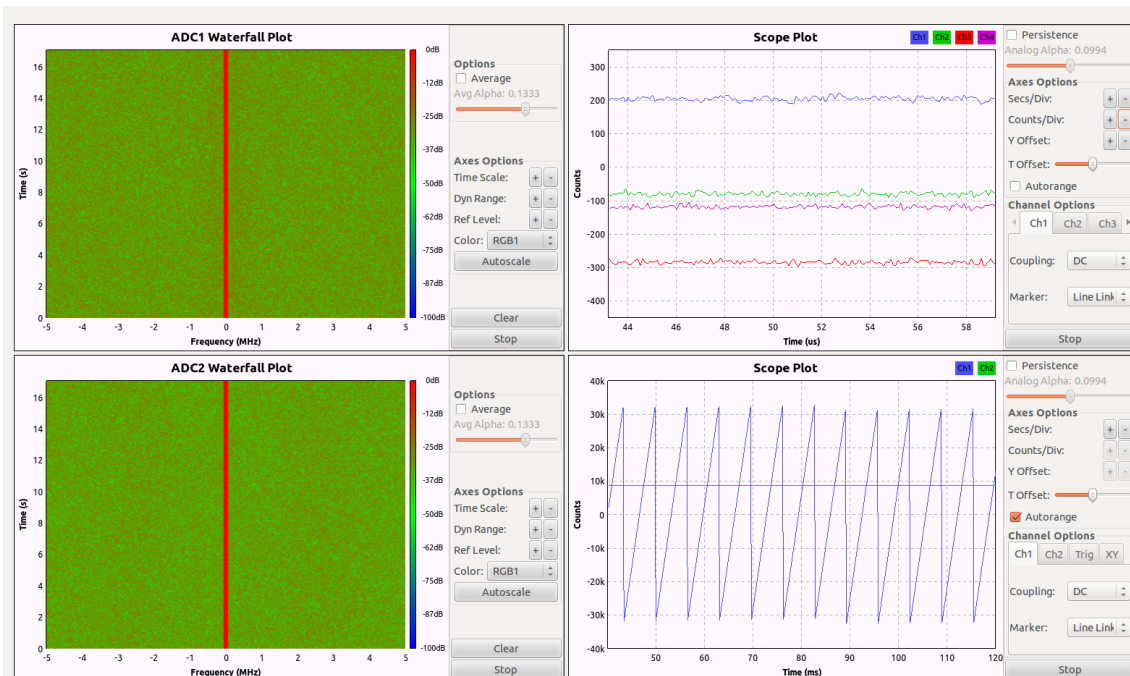 ADC1 Waterfall Plot
16
14
12
10
8
6
4
2
0
Time (s)
-5 -4 -3 -2 -1 0 1 2 3 4 5
Frequency (MHz)
0dB
-12dB
-25dB
-37dB
-50dB
-62dB
-75dB
-87dB
-100dB
Options
Average
Avg Alpha: 0.1333
Axes Options
Time Scale: + -
Dyn Range: + -
Ref Level: + -
Color: RGB1
Autoscale
Clear
Stop
Scope Plot
Ch1 Ch2 Ch3 Ch4
300
200
100
0
-100
-200
-300
-400
Counts
44 46 48 50 52 54 56 58
Time (us)
Persistence
Analog Alpha: 0.0994
Axes Options
Secs/Div: + -
Counts/Div: + -
Y Offset: + -
T Offset:
Autorange
Channel Options
Ch1 Ch2 Ch3
Coupling: DC
Marker: Line Link
Stop
ADC2 Waterfall Plot
16
14
12
10
8
6
4
2
0
Time (s)
-5 -4 -3 -2 -1 0 1 2 3 4 5
Frequency (MHz)
0dB
-12dB
-25dB
-37dB
-50dB
-62dB
-75dB
-87dB
-100dB
Options
Average
Avg Alpha: 0.1333
Axes Options
Time Scale: + -
Dyn Range: + -
Ref Level: + -
Color: RGB1
Autoscale
Clear
Stop
Scope Plot
Ch1 Ch2
40k
30k
20k
10k
0
-10k
-20k
-30k
-40k
Counts
50 60 70 80 90 100 110 120
Time (ms)
Persistence
Analog Alpha: 0.0994
Axes Options
Secs/Div: + -
Counts/Div: + -
Y Offset: + -
T Offset:
Autorange
Channel Options
Ch1 Ch2 Trig XY
Coupling: DC
Marker: Line Link
Stop